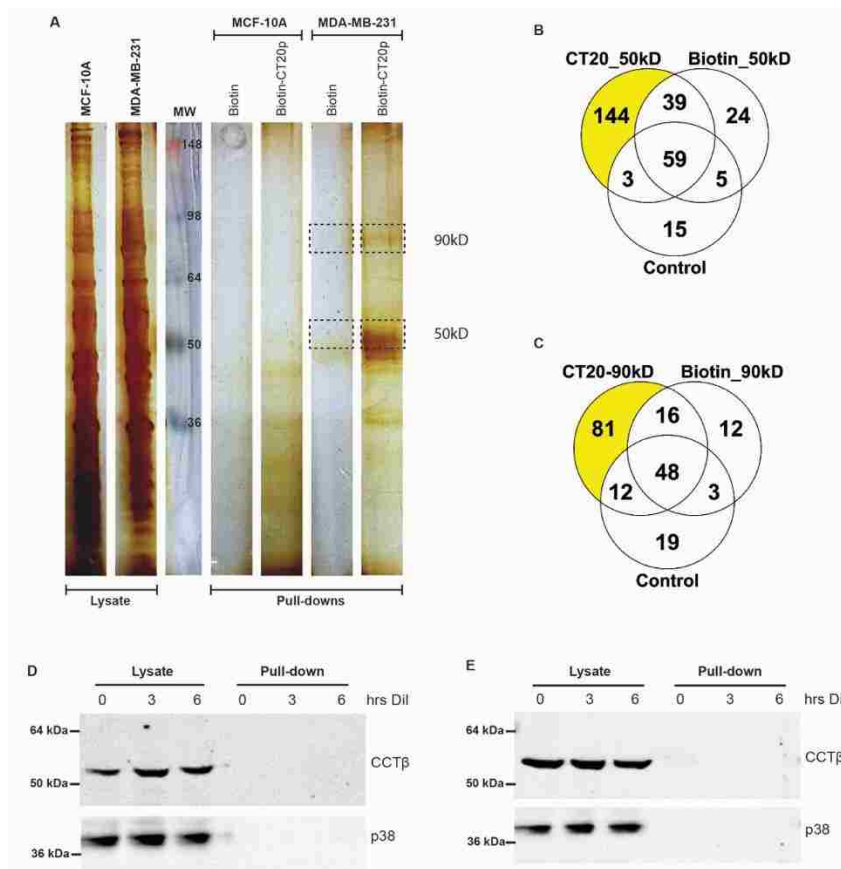 A
MCF-10A MDA-MB-231
MCF-10A
MDA-MB-231
MW
Biotin
Biotin-CT20p
Biotin
Biotin-CT20p
148
98
64
50
36
90kD
50kD
Lysate Pull-downs
B
CT20_50kD Biotin_50kD
144 39 24
59
3 5
15
Control
C
CT20-90kD Biotin_90kD
81 16 12
48
12 3
19
Control
D
Lysate Pull-down
0 3 6 0 3 6 hrs DiI
64 kDa
CCTβ
50 kDa
p38
36 kDa
E
Lysate Pull-down
0 3 6 0 3 6 hrs Di
64 kDa
CCTβ
50 kDa
p38
36 kDa